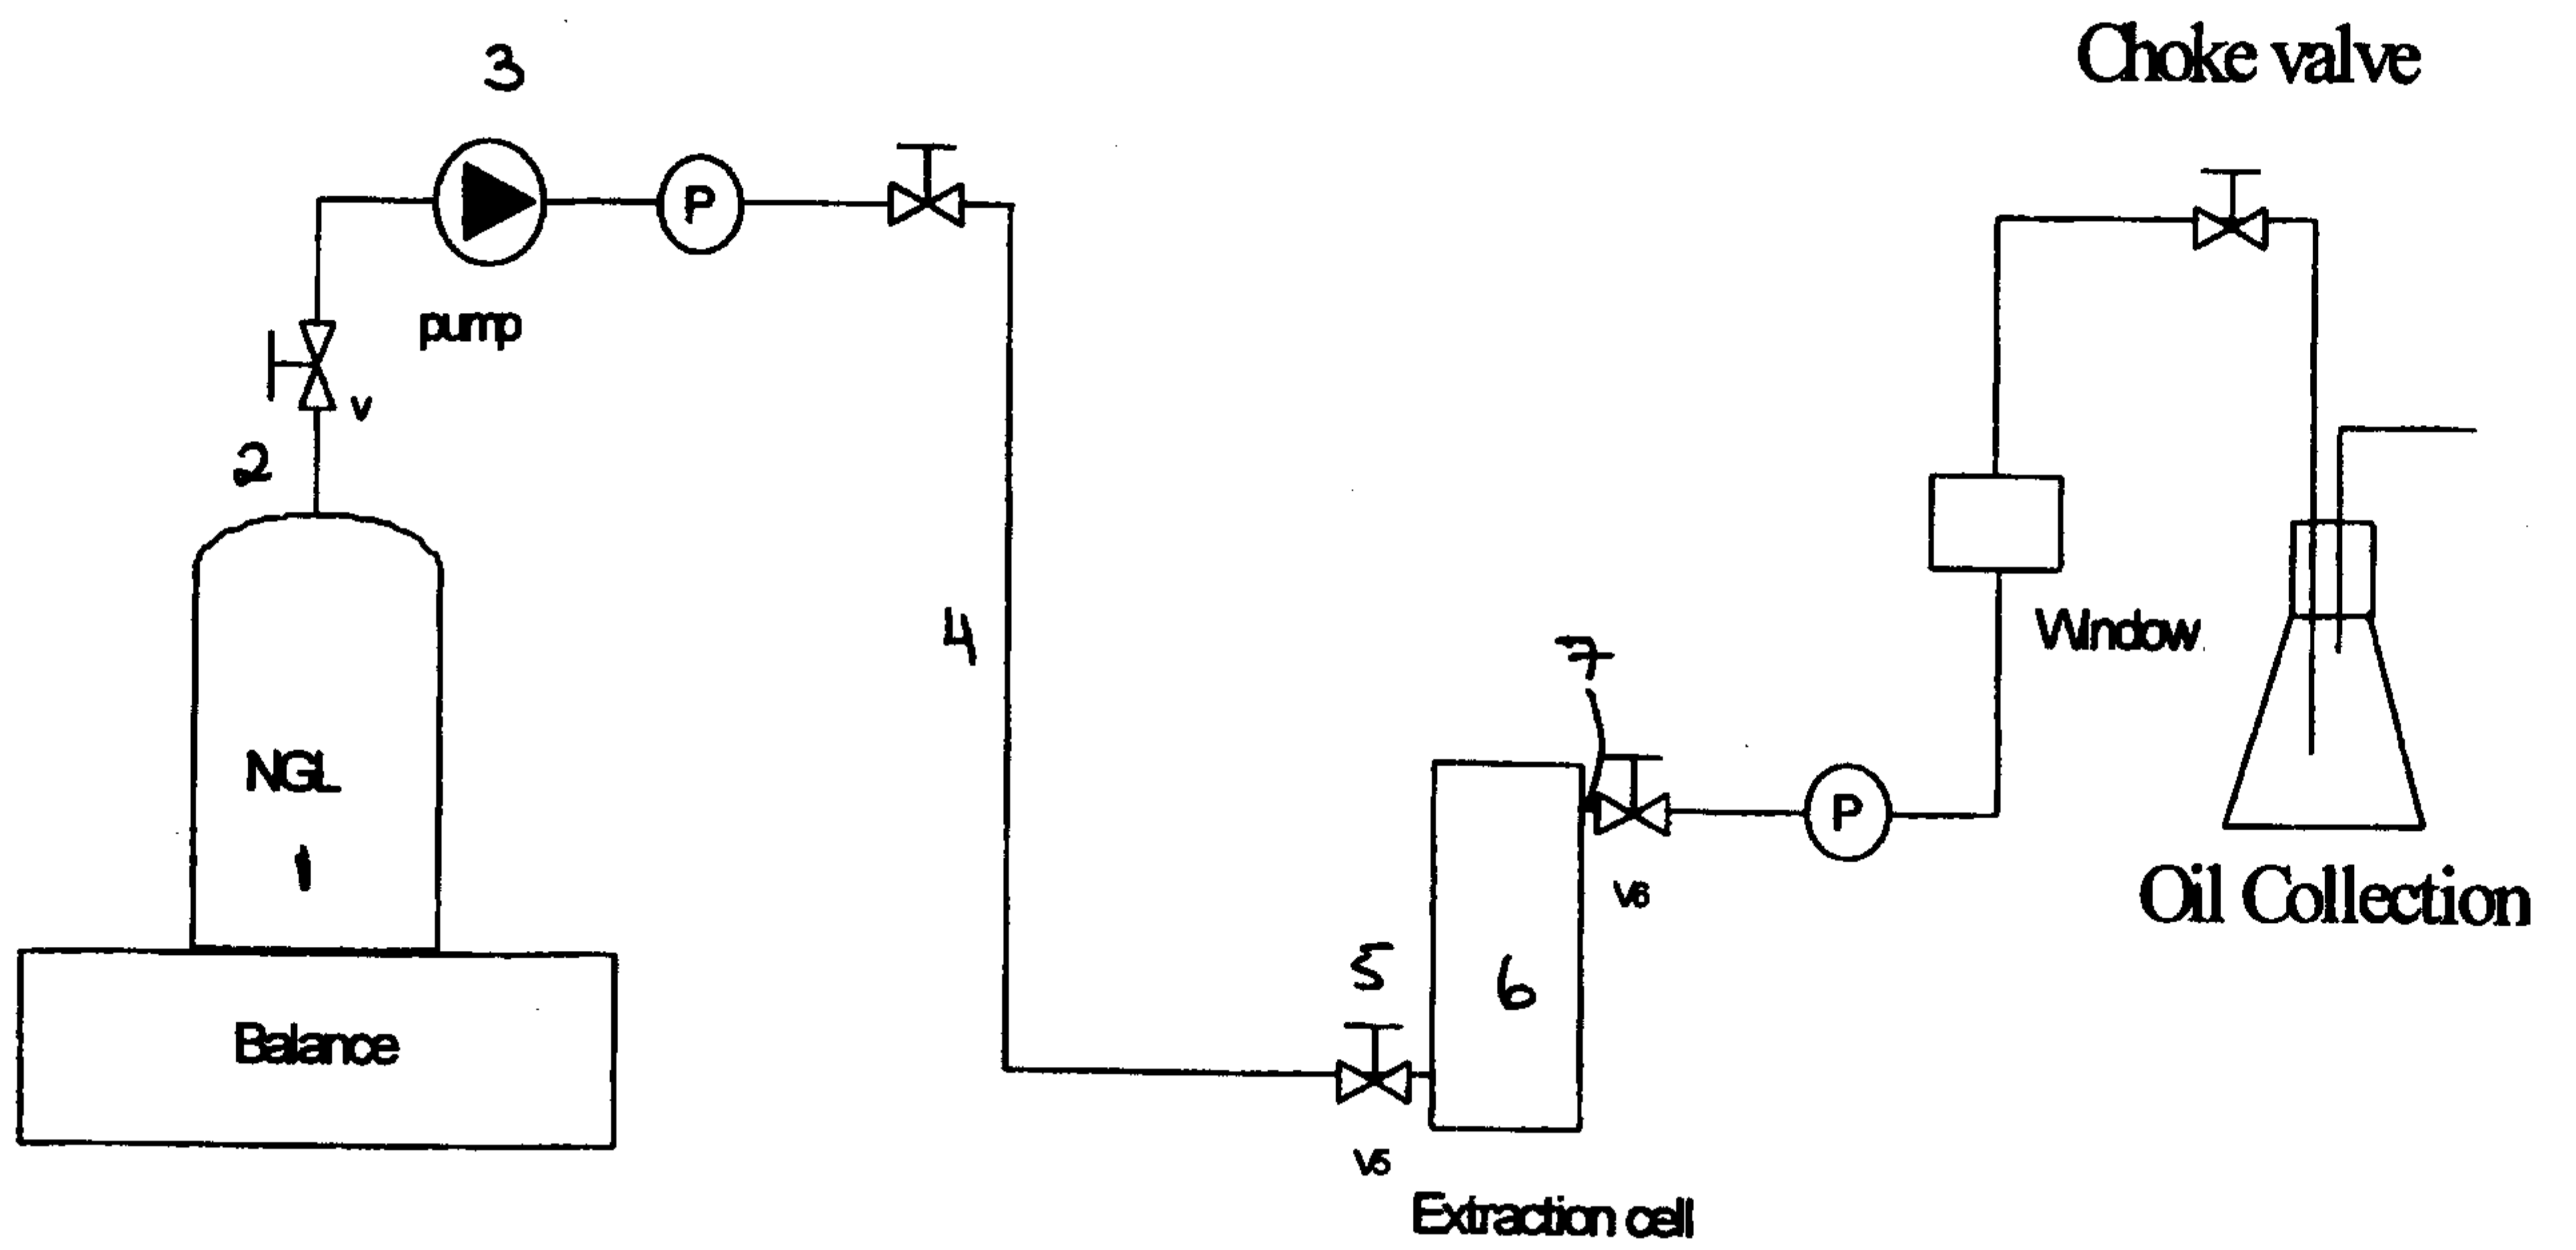 Choke valve
3
P
pump
v
2
4
Window
7
NGL
1
P
V6
Oil Collection
5
6
Balance
V5
Extraction cell